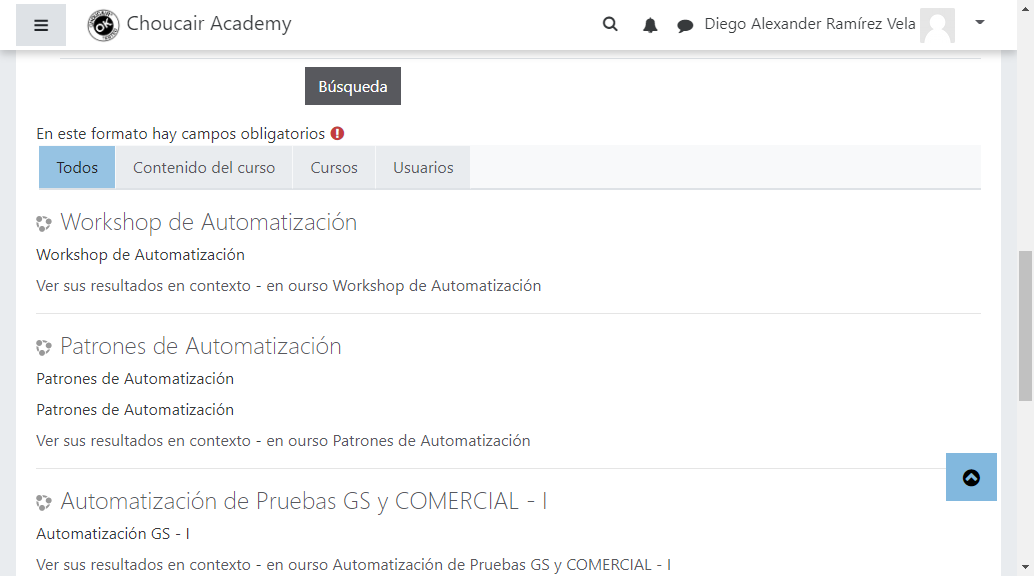 Choucair Academy
Diego Alexander Ramírez Vela
Búsqueda
En este formato hay campos obligatorios
Todos Contenido del curso Cursos Usuarios
Workshop de Automatización
Workshop de Automatización
Ver sus resultados en contexto - en ourso Workshop de Automatización
Patrones de Automatización
Patrones de Automatización
Patrones de Automatización
Ver sus resultados en contexto - en ourso Patrones de Automatización
Automatización de Pruebas GS y COMERCIAL - I
Automatización GS - I
Ver sus resultados en contexto - en ourso Automatización de Pruebas GS y COMERCIAL - I